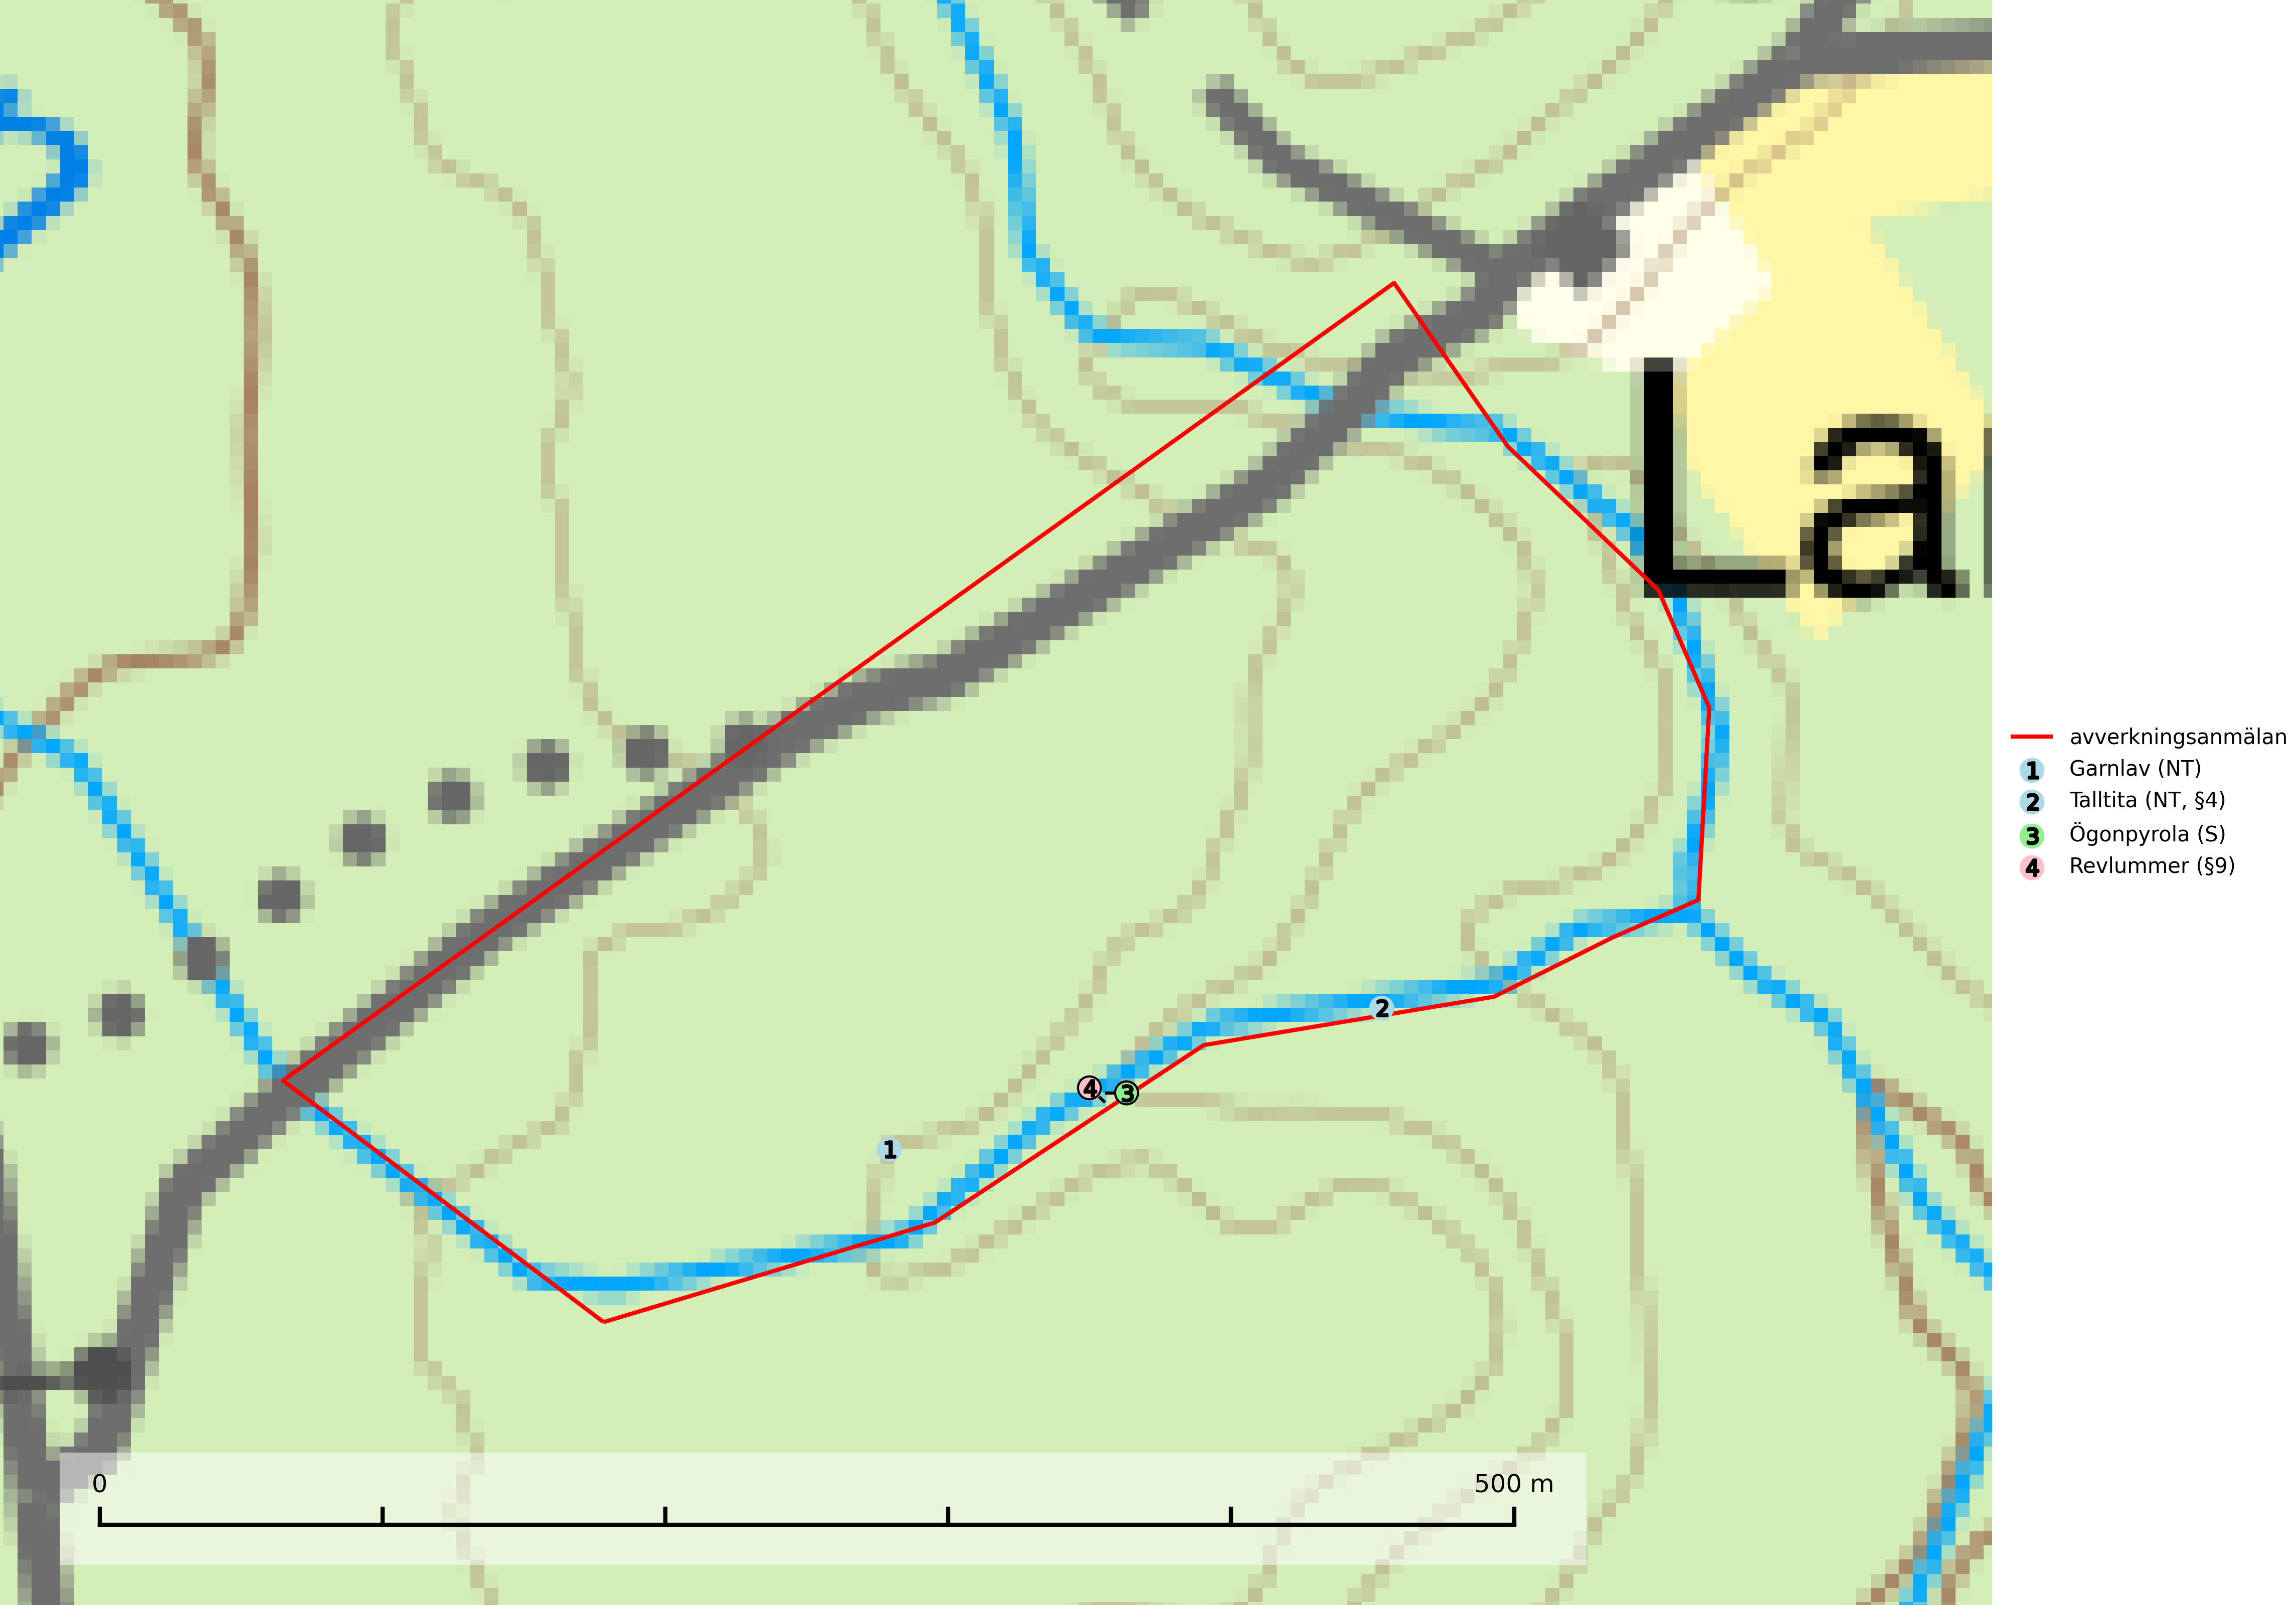 La
1
2
4 3
0 500 m
avverkningsanmälan
1 Garnlav (NT)
2 Talltita (NT, §4)
3 Ögonpyrola (S)
4 Revlummer (§9)